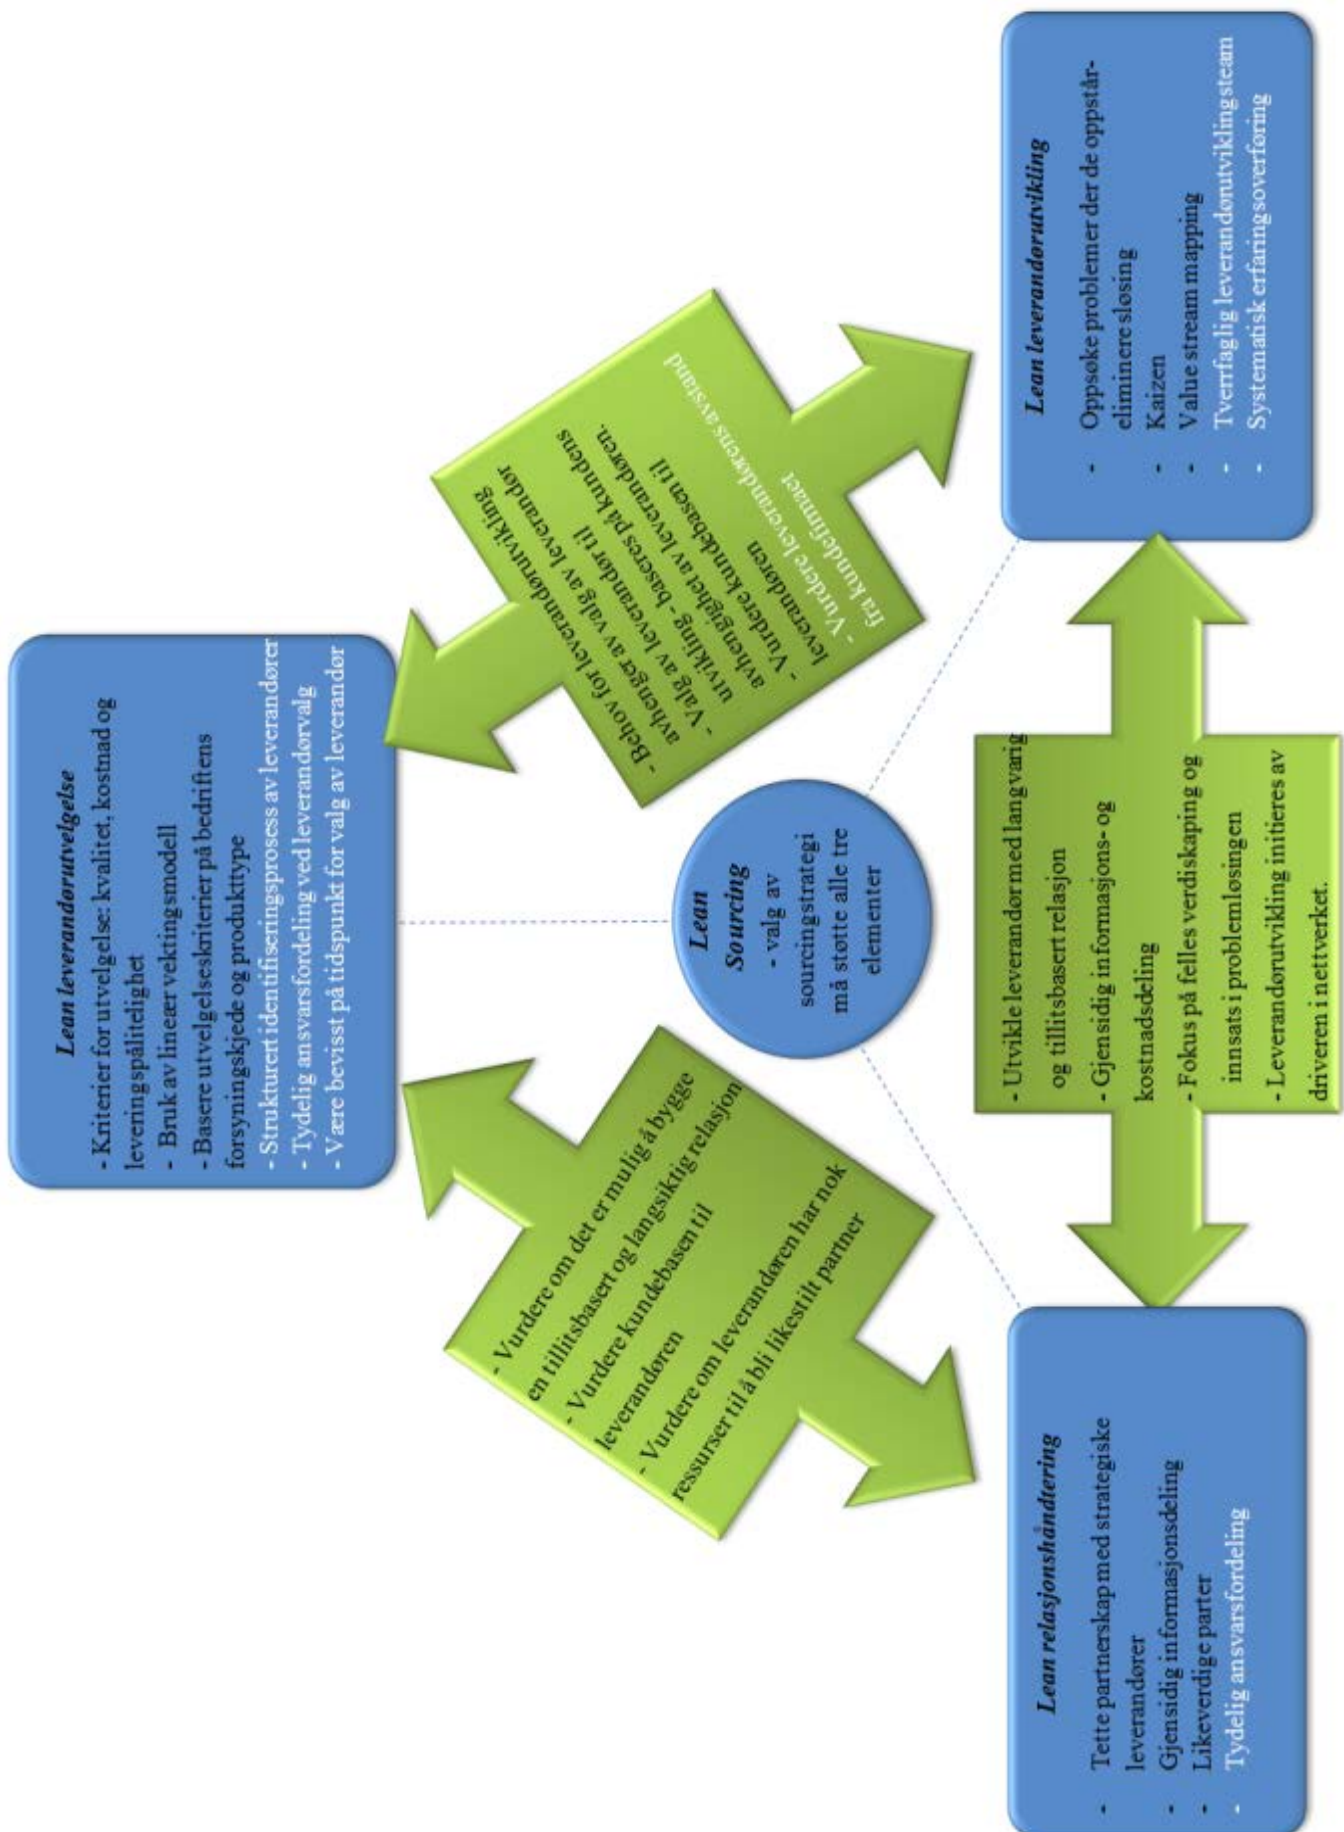 Lean leverandørutvelgelse
- Kriterier for utvelgelse: kvalitet, kostnad og
leveringspålitelighet
- Bruk av lineær vektingsmodell
- Basere utvelgelseskriterier på bedriftens
forsyningskjede og produkttype
- Strukturert identifiseringsprosess av leverandører
- Tydelig ansvarsfordeling ved leverandørvalg
- Være bevisst på tidspunkt for valg av leverandør
- Vurdere om det er mulig å bygge
en tillitsbasert og langsiktig relasjon
- Vurdere kundebasen til
leverandøren
- Vurdere om leverandøren har nok
ressurser til å bli likestilt partner
Lean
Sourcing
- valg av
sourcingstrategi
må støtte alle tre
elementer
- Behov for leverandørutvikling
avhenger av valg av leverandør
- Valg av leverandør til
utvikling - baseres på kundens
avhengighet av leverandøren.
- Vurdere kundebasen til
leverandøren
- Vurdere leverandørens avstand
fra kundefirmaet
Lean relasjonshåndtering
- Tette partnerskap med strategiske
leverandører
- Gjensidig informasjonsdeling
- Likeverdige parter
- Tydelig ansvarsfordeling
- Utvikle leverandør med langvarig
og tillitsbasert relasjon
- Gjensidig informasjons- og
kostnadsdeling
- Fokus på felles verdiskaping og
innsats i problemløsingen
- Leverandørutvikling initieres av
driveren i nettverket.
Lean leverandørutvikling
- Oppsøke problemer der de oppstår-
eliminere sløsing
- Kaizen
- Value stream mapping
- Tverrfaglig leverandørutviklingsteam
- Systematisk erfaringsoverføring